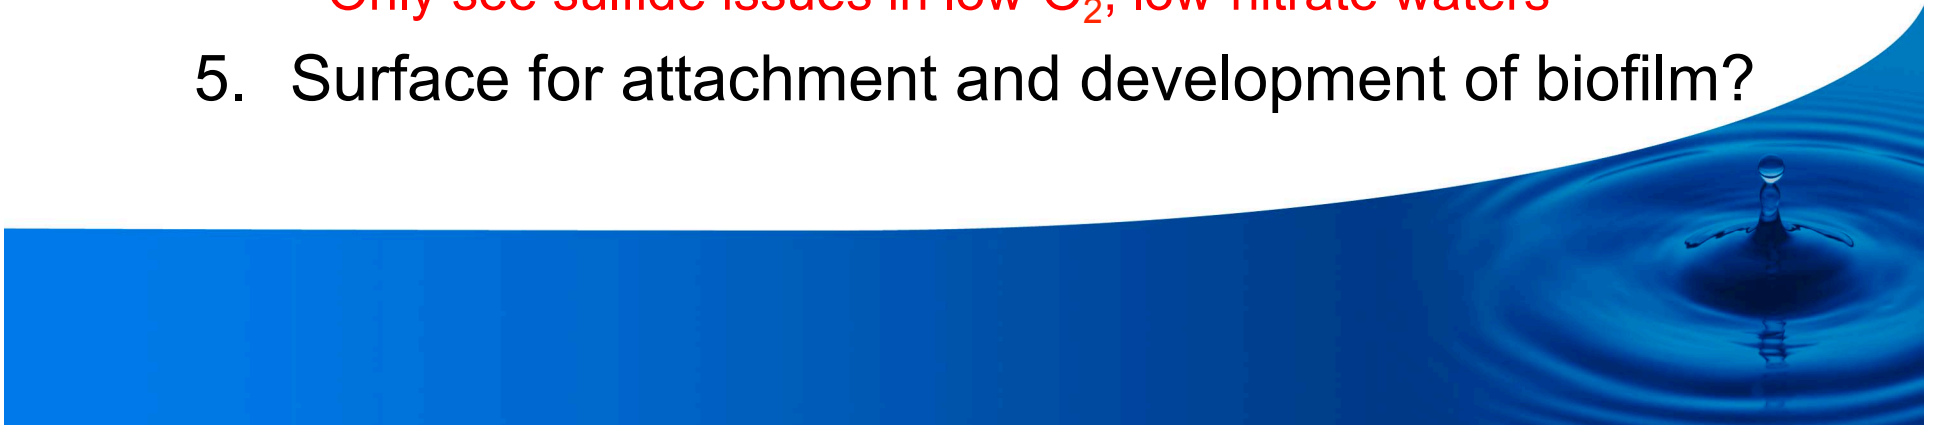 Only see sulfide issues in low O₂, low nitrate waters
5. Surface for attachment and development of biofilm?